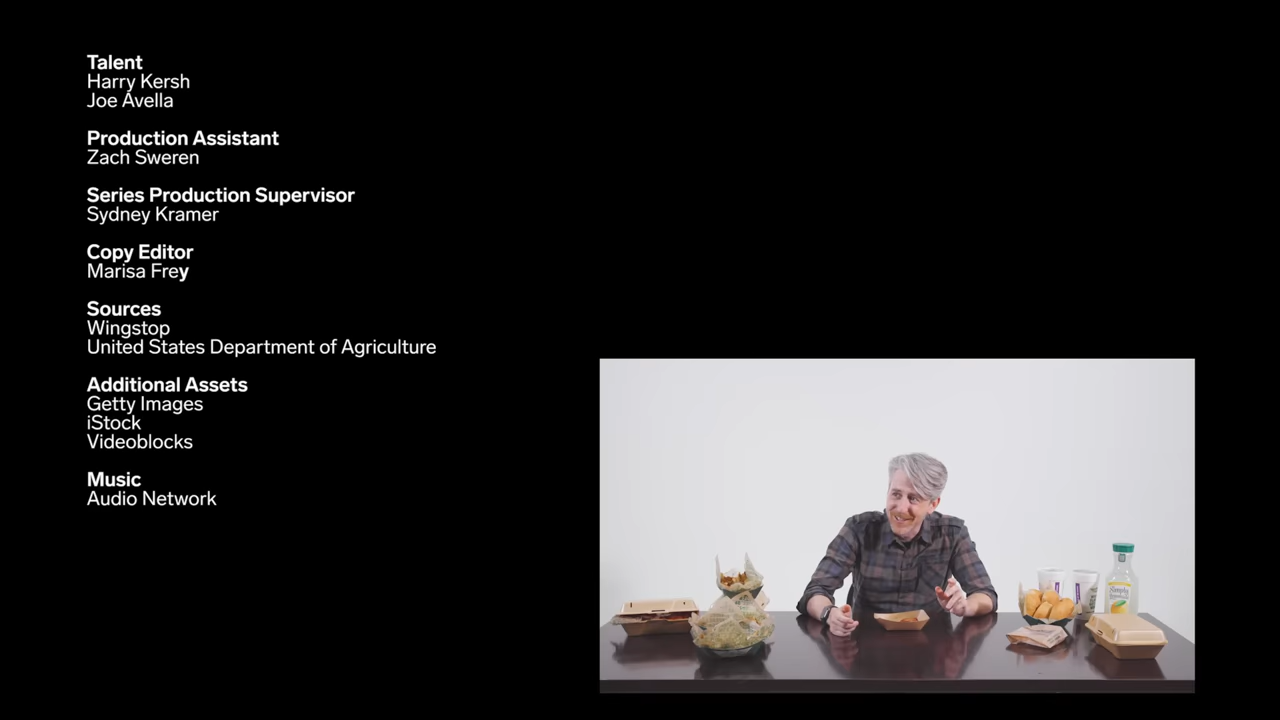 Talent
Harry Kersh
Joe Avella
Production Assistant
Zach Sweren
Series Production Supervisor
Sydney Kramer
Copy Editor
Marisa Frey
Sources
Wingstop
United States Department of Agriculture
Additional Assets
Getty Images
iStock
Videoblocks
Music
Audio Network
Simply